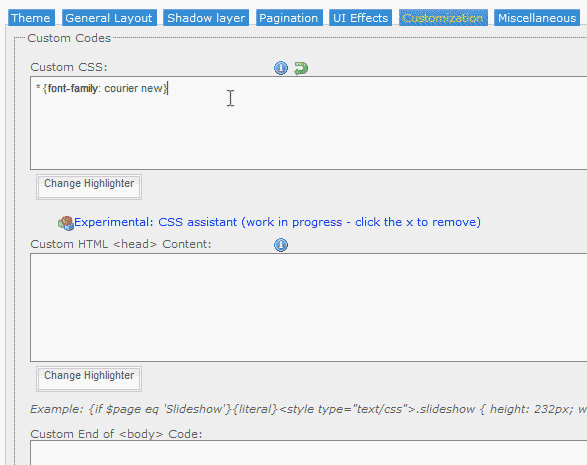 Theme General Layout Shadow layer Pagination UI Effects Customization Miscellaneous
Custom Codes
Custom CSS:
* {font-family: courier new}
Change Highlighter
Experimental: CSS assistant (work in progress - click the x to remove)
Custom HTML <head> Content:
Change Highlighter
Example: {if $page eq 'Slideshow'}{literal}<style type="text/css">.slideshow { height: 232px; w
Custom End of <body> Code: